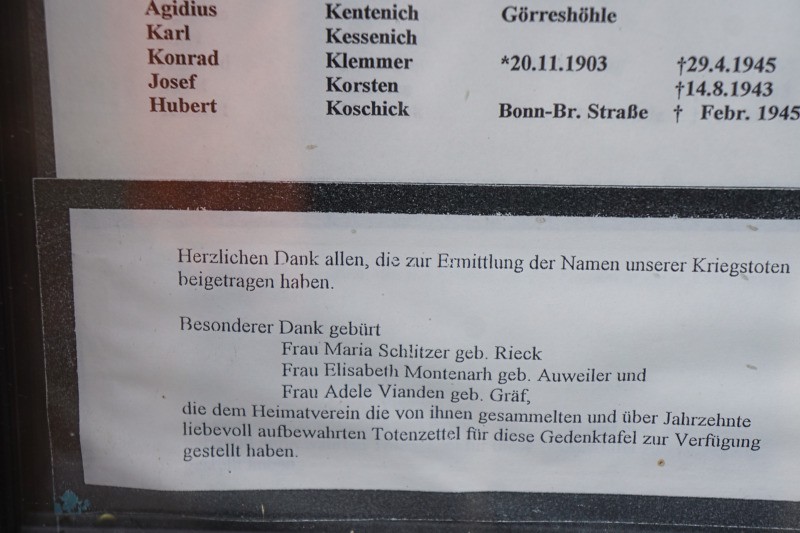 Agidius Kentenich Görreshöhle
Karl Kessenich
Konrad Klemmer *20.11.1903 †29.4.1945
Josef Korsten †14.8.1943
Hubert Koschick Bonn-Br. Straße † Febr. 1945
Herzlichen Dank allen, die zur Ermittlung der Namen unserer Kriegstoten
beigetragen haben.
Besonderer Dank gebürt
Frau Maria Schlitzer geb. Rieck
Frau Elisabeth Montenarh geb. Auweiler und
Frau Adele Vianden geb. Gräf,
die dem Heimatverein die von ihnen gesammelten und über Jahrzehnte
liebevoll aufbewahrten Totenzettel für diese Gedenktafel zur Verfügung
gestellt haben.